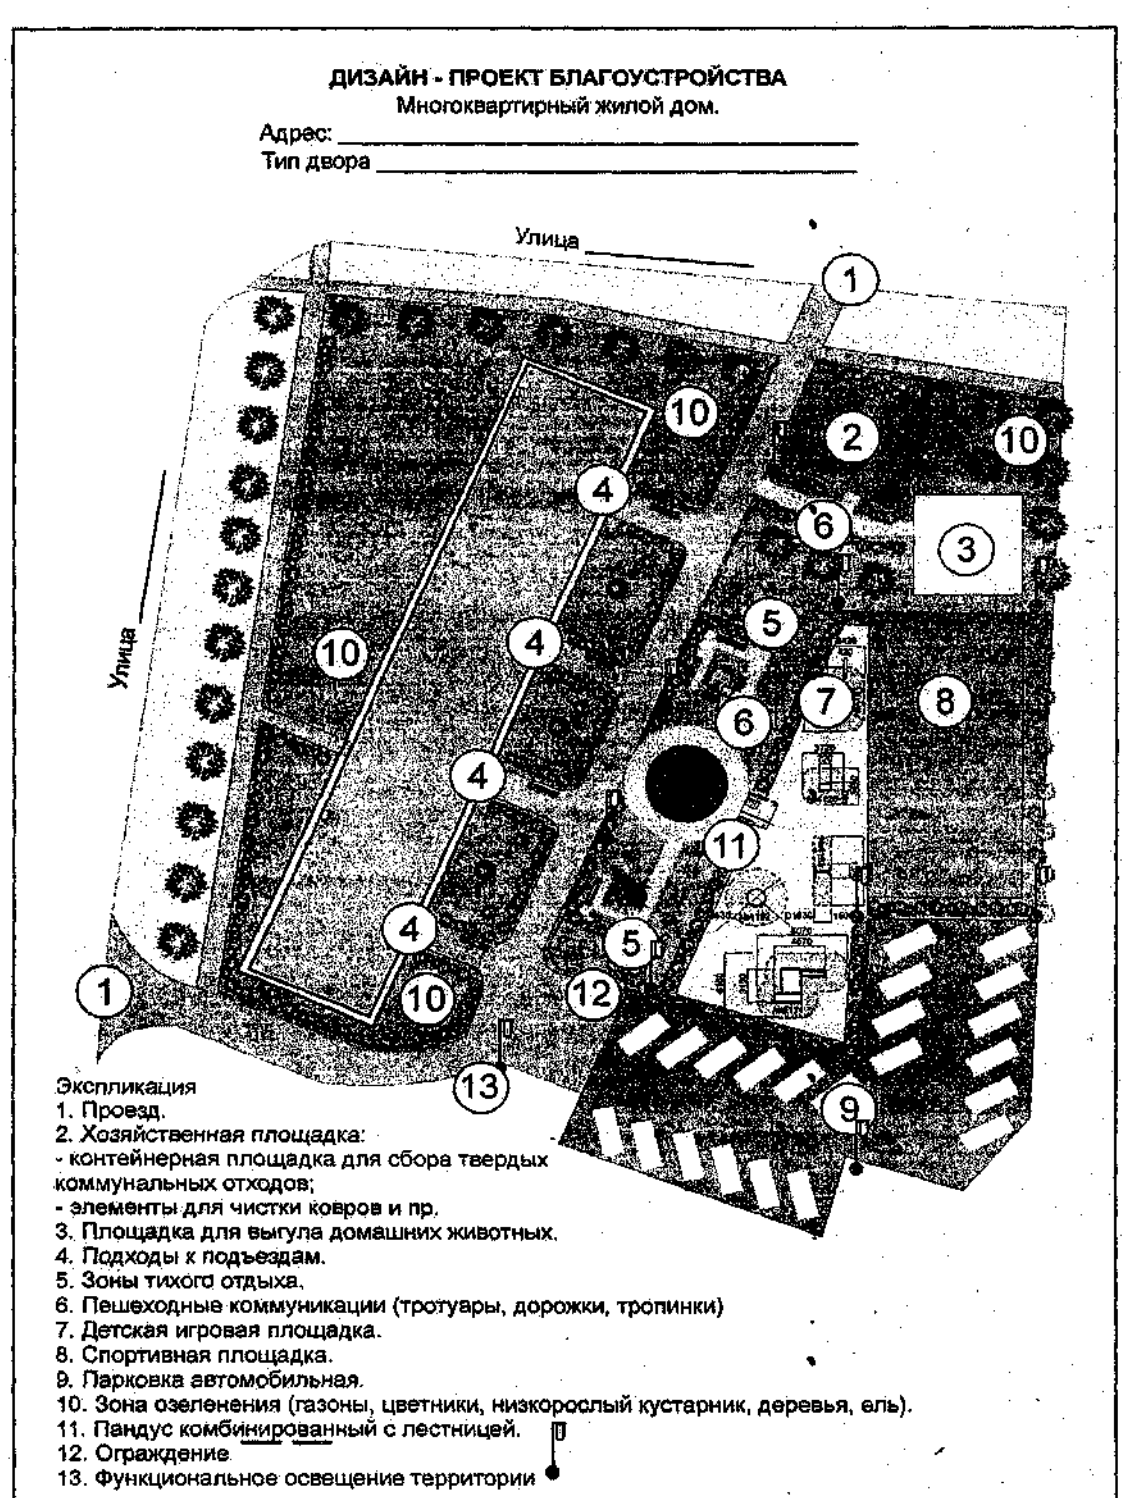 ДИЗАЙН - ПРОЕКТ БЛАГОУСТРОЙСТВА
Многоквартирный жилой дом.
Адрес:
Тип двора
Улица
1
10
2
10
4
6
3
5
4
10
7
8
6
4
11
4
5
1
10
12
13
9
Улица
Экспликация
1. Проезд.
2. Хозяйственная площадка:
- контейнерная площадка для сбора твердых
коммунальных отходов;
- элементы для чистки ковров и пр.
3. Площадка для выгула домашних животных.
4. Подходы к подъездам.
5. Зоны тихого отдыха.
6. Пешеходные коммуникации (тротуары, дорожки, тропинки)
7. Детская игровая площадка.
8. Спортивная площадка.
9. Парковка автомобильная.
10. Зона озеленения (газоны, цветники, низкорослый кустарник, деревья, ель).
11. Пандус комбинированный с лестницей.
12. Ограждение
13. Функциональное освещение территории